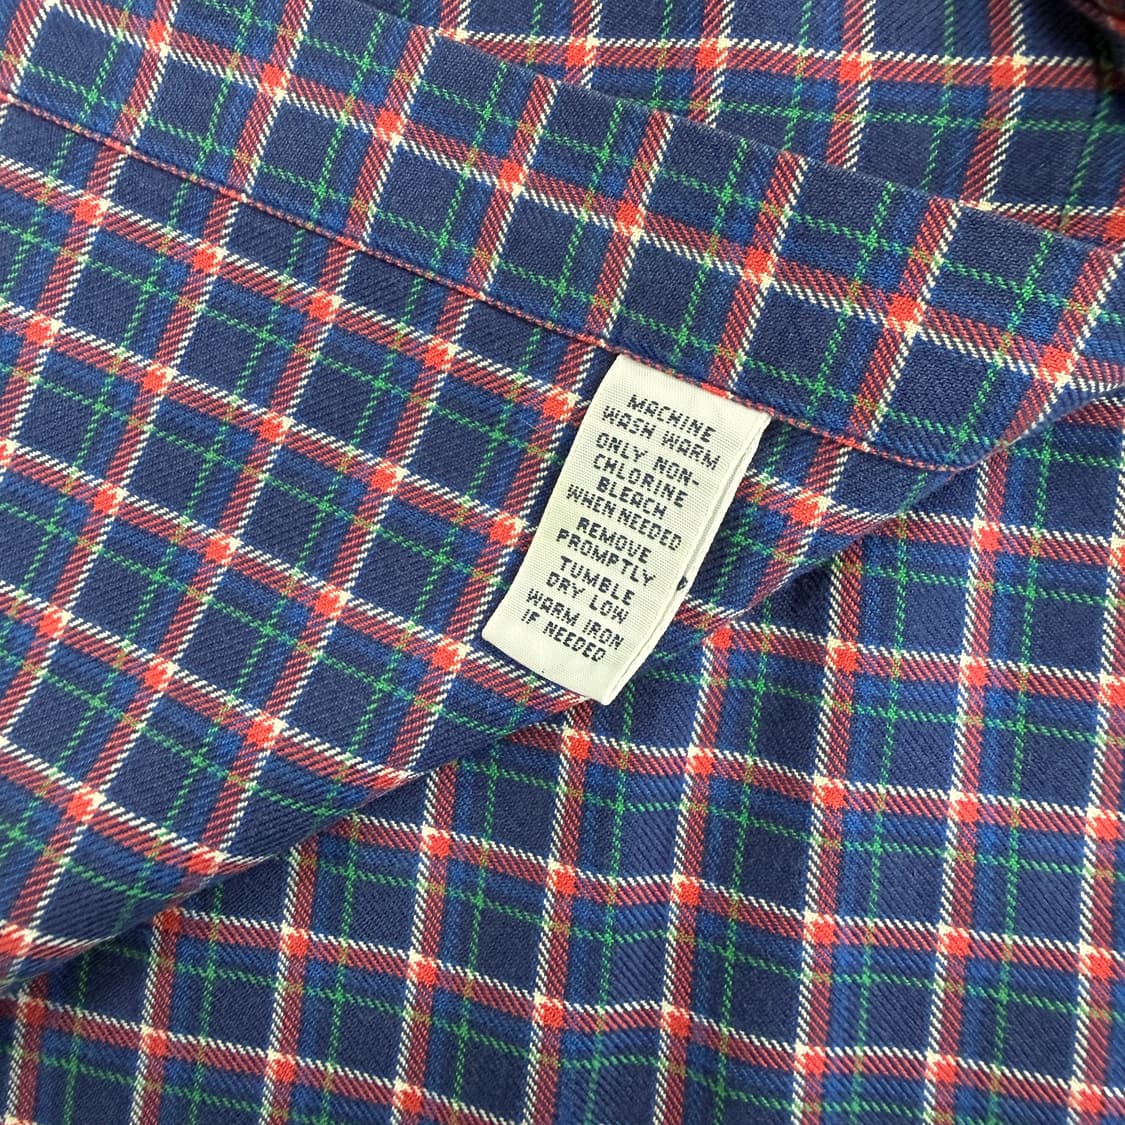 MACHINE
WASH WARM
ONLY NON-
CHLORINE
BLEACH
WHEN NEEDED
REMOVE
PROMPTLY
TUMBLE
DRY LOW
WARM IRON
IF NEEDED